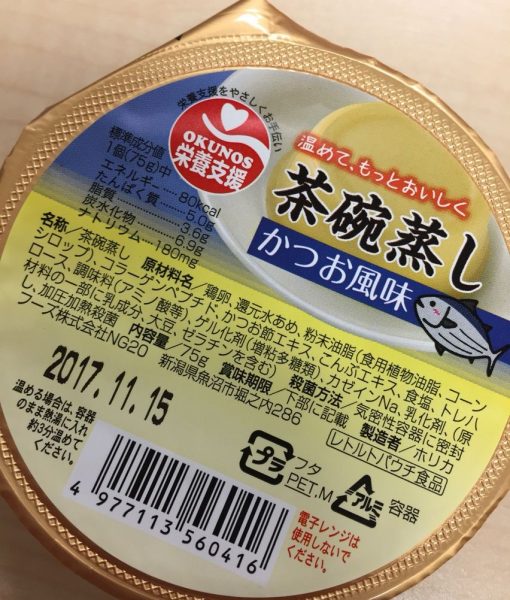 栄養支援をやさしくお手伝い
OKUNOS
栄養支援
温めて、もっとおいしく
茶碗蒸し
かつお風味
標準成分値
1個(75g)中
エネルギー……80kcal
たんぱく質……5.0g
脂質……3.6g
炭水化物……6.9g
ナトリウム……180mg
名称/茶碗蒸し 原材料名/鶏卵、還元水あめ、粉末油脂(食用植物油脂、コーン
シロップ)、コラーゲンペプチド、かつお節エキス、こんぶエキス、食塩、トレハ
ロース、調味料(アミノ酸等)、ゲル化剤(増粘多糖類)、カゼインNa、乳化剤、(原
材料の一部に乳成分、大豆、ゼラチンを含む) 殺菌方法/気密性容器に密封
し、加圧加熱殺菌 内容量/75g 賞味期限/下部に記載 製造者/ホリカ
フーズ株式会社NG20 新潟県魚沼市堀之内286
レトルトパウチ食品
2017.11.15
温める場合は、容器
のまま熱湯に入れ
約3分温めて
ください。
プラ
フタ
PET,M
アルミ
容器
電子レンジは
使用しないで
ください。
4 977113 560416